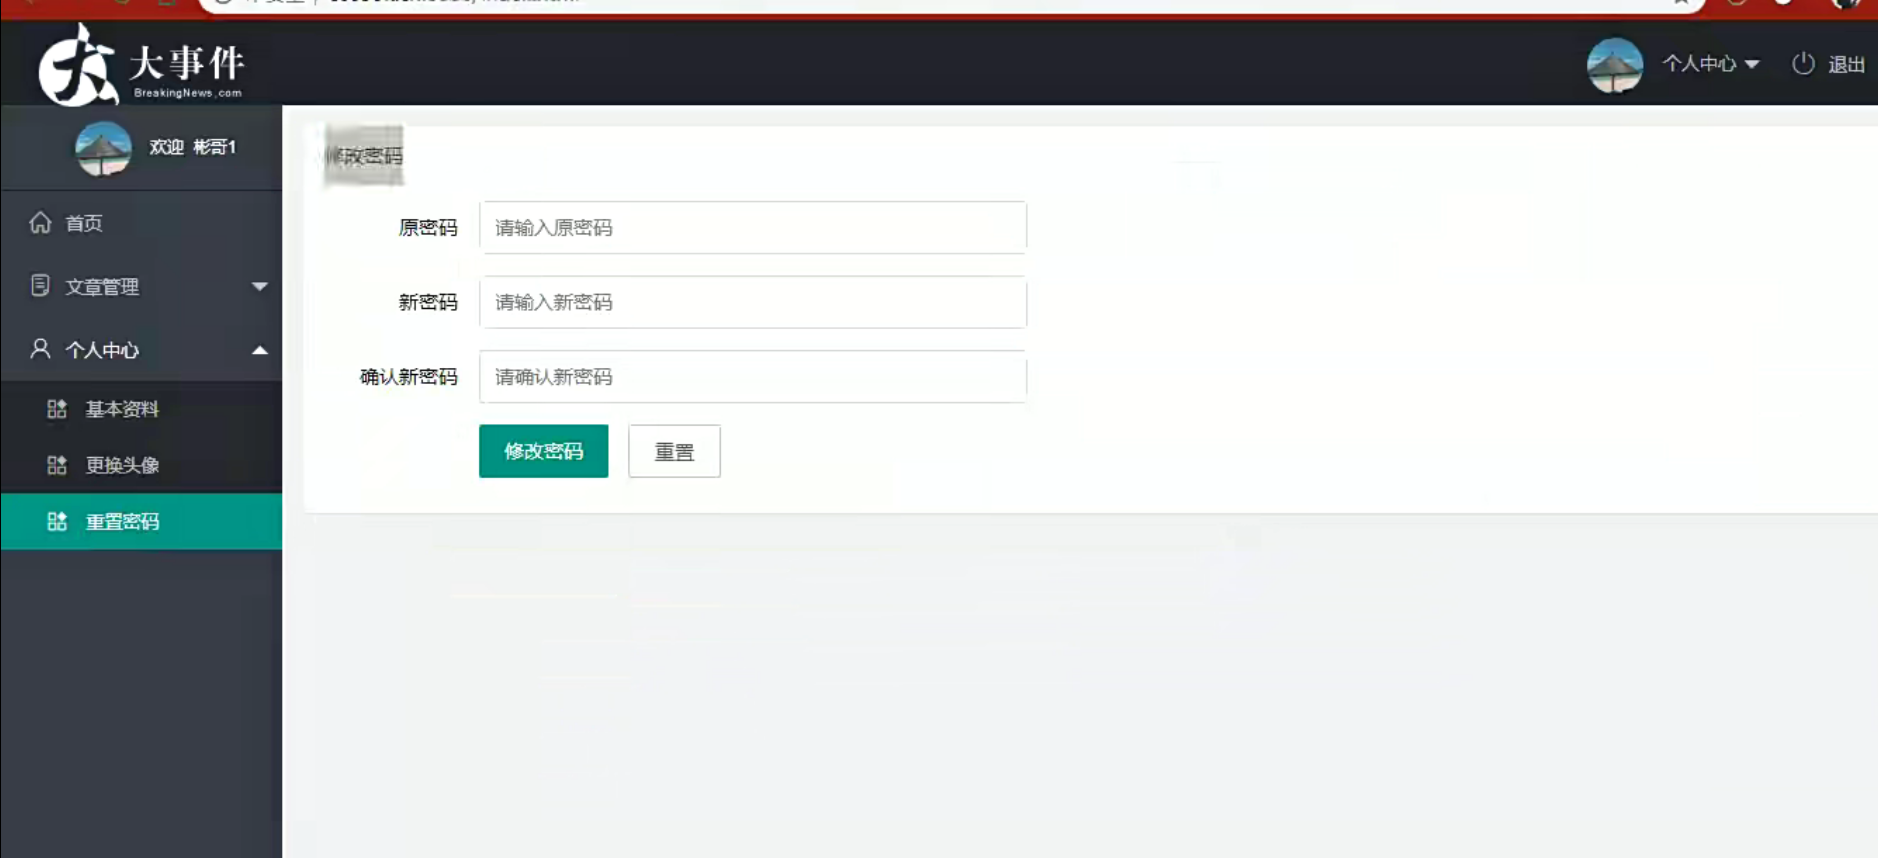 大事件
BreakingNews.com
个人中心
退出
欢迎 彬哥1
首页
文章管理
个人中心
基本资料
更换头像
重置密码
修改密码
原密码
请输入原密码
新密码
请输入新密码
确认新密码
请确认新密码
修改密码
重置